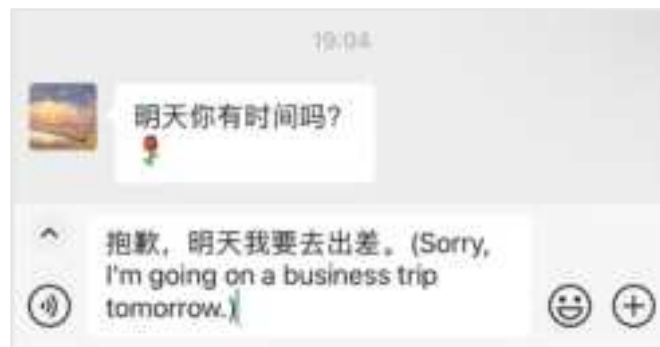 19:04
明天你有时间吗?
🌹
抱歉，明天我要去出差。(Sorry,
I'm going on a business trip
tomorrow.)